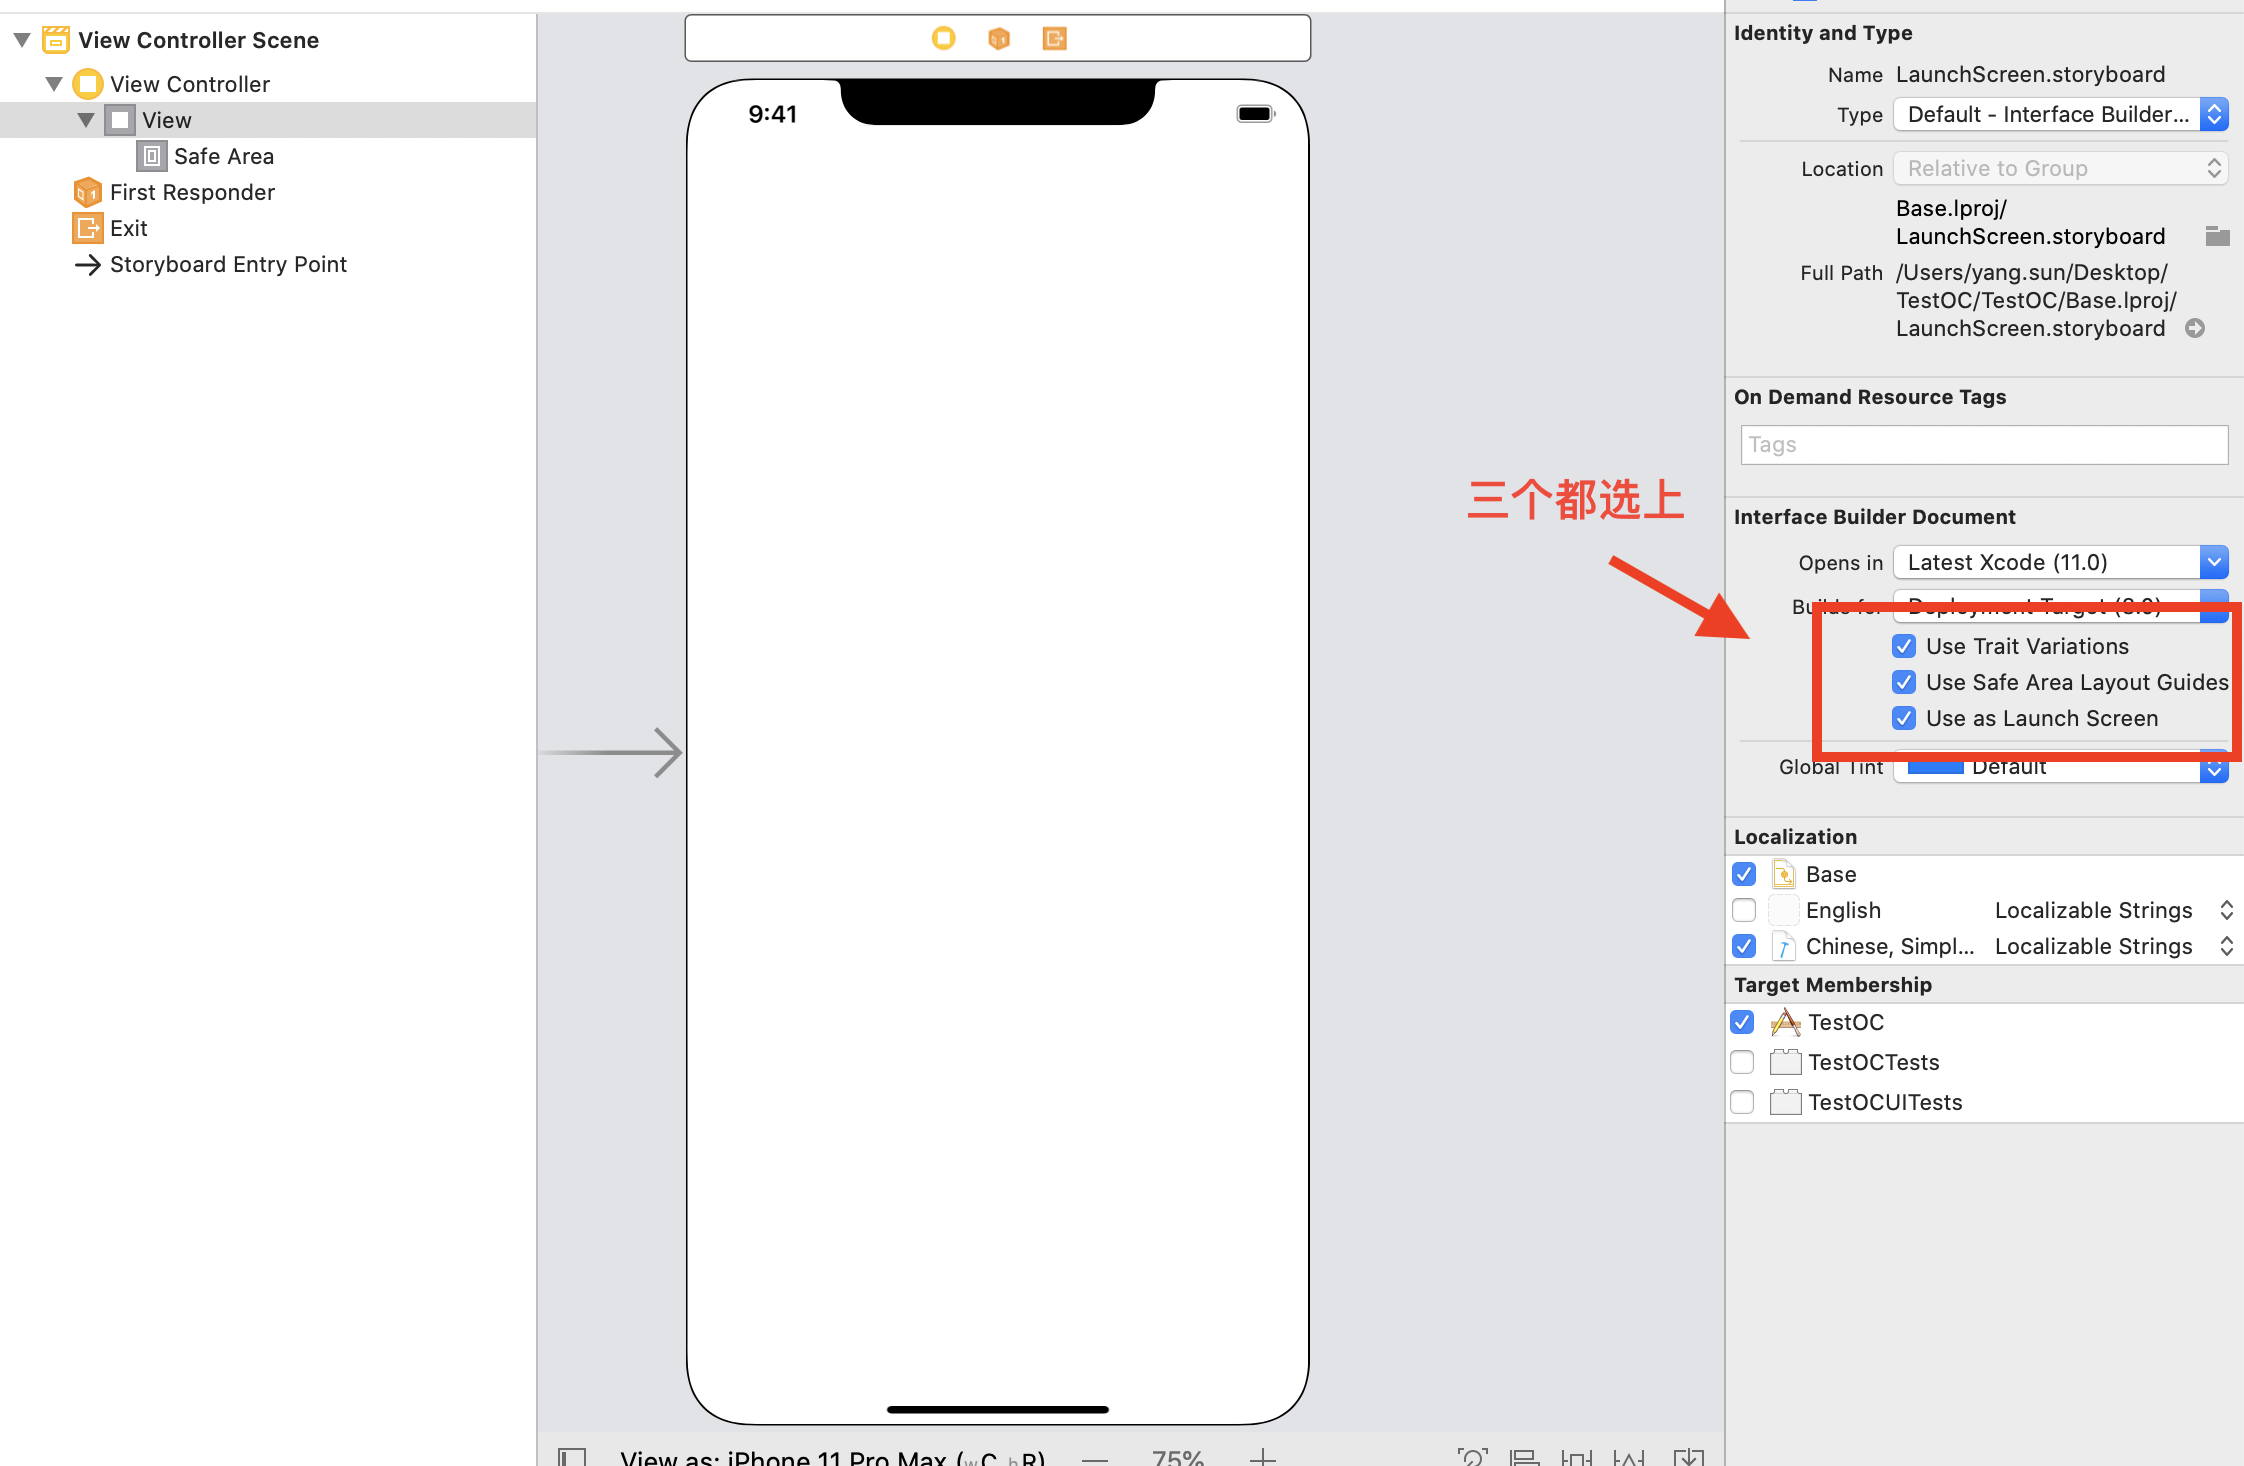 View Controller Scene
View Controller
View
Safe Area
First Responder
Exit
Storyboard Entry Point
9:41
View as: iPhone 11 Pro Max (wC hR)
75%
三个都选上
Identity and Type
Name LaunchScreen.storyboard
Type Default - Interface Builder...
Location Relative to Group
Base.lproj/
LaunchScreen.storyboard
Full Path /Users/yang.sun/Desktop/
TestOC/TestOC/Base.lproj/
LaunchScreen.storyboard
On Demand Resource Tags
Tags
Interface Builder Document
Opens in Latest Xcode (11.0)
Builds for Deployment Target (8.0)
Use Trait Variations
Use Safe Area Layout Guides
Use as Launch Screen
Global Tint Default
Localization
Base
English Localizable Strings
Chinese, Simpl... Localizable Strings
Target Membership
TestOC
TestOCTests
TestOCUITests